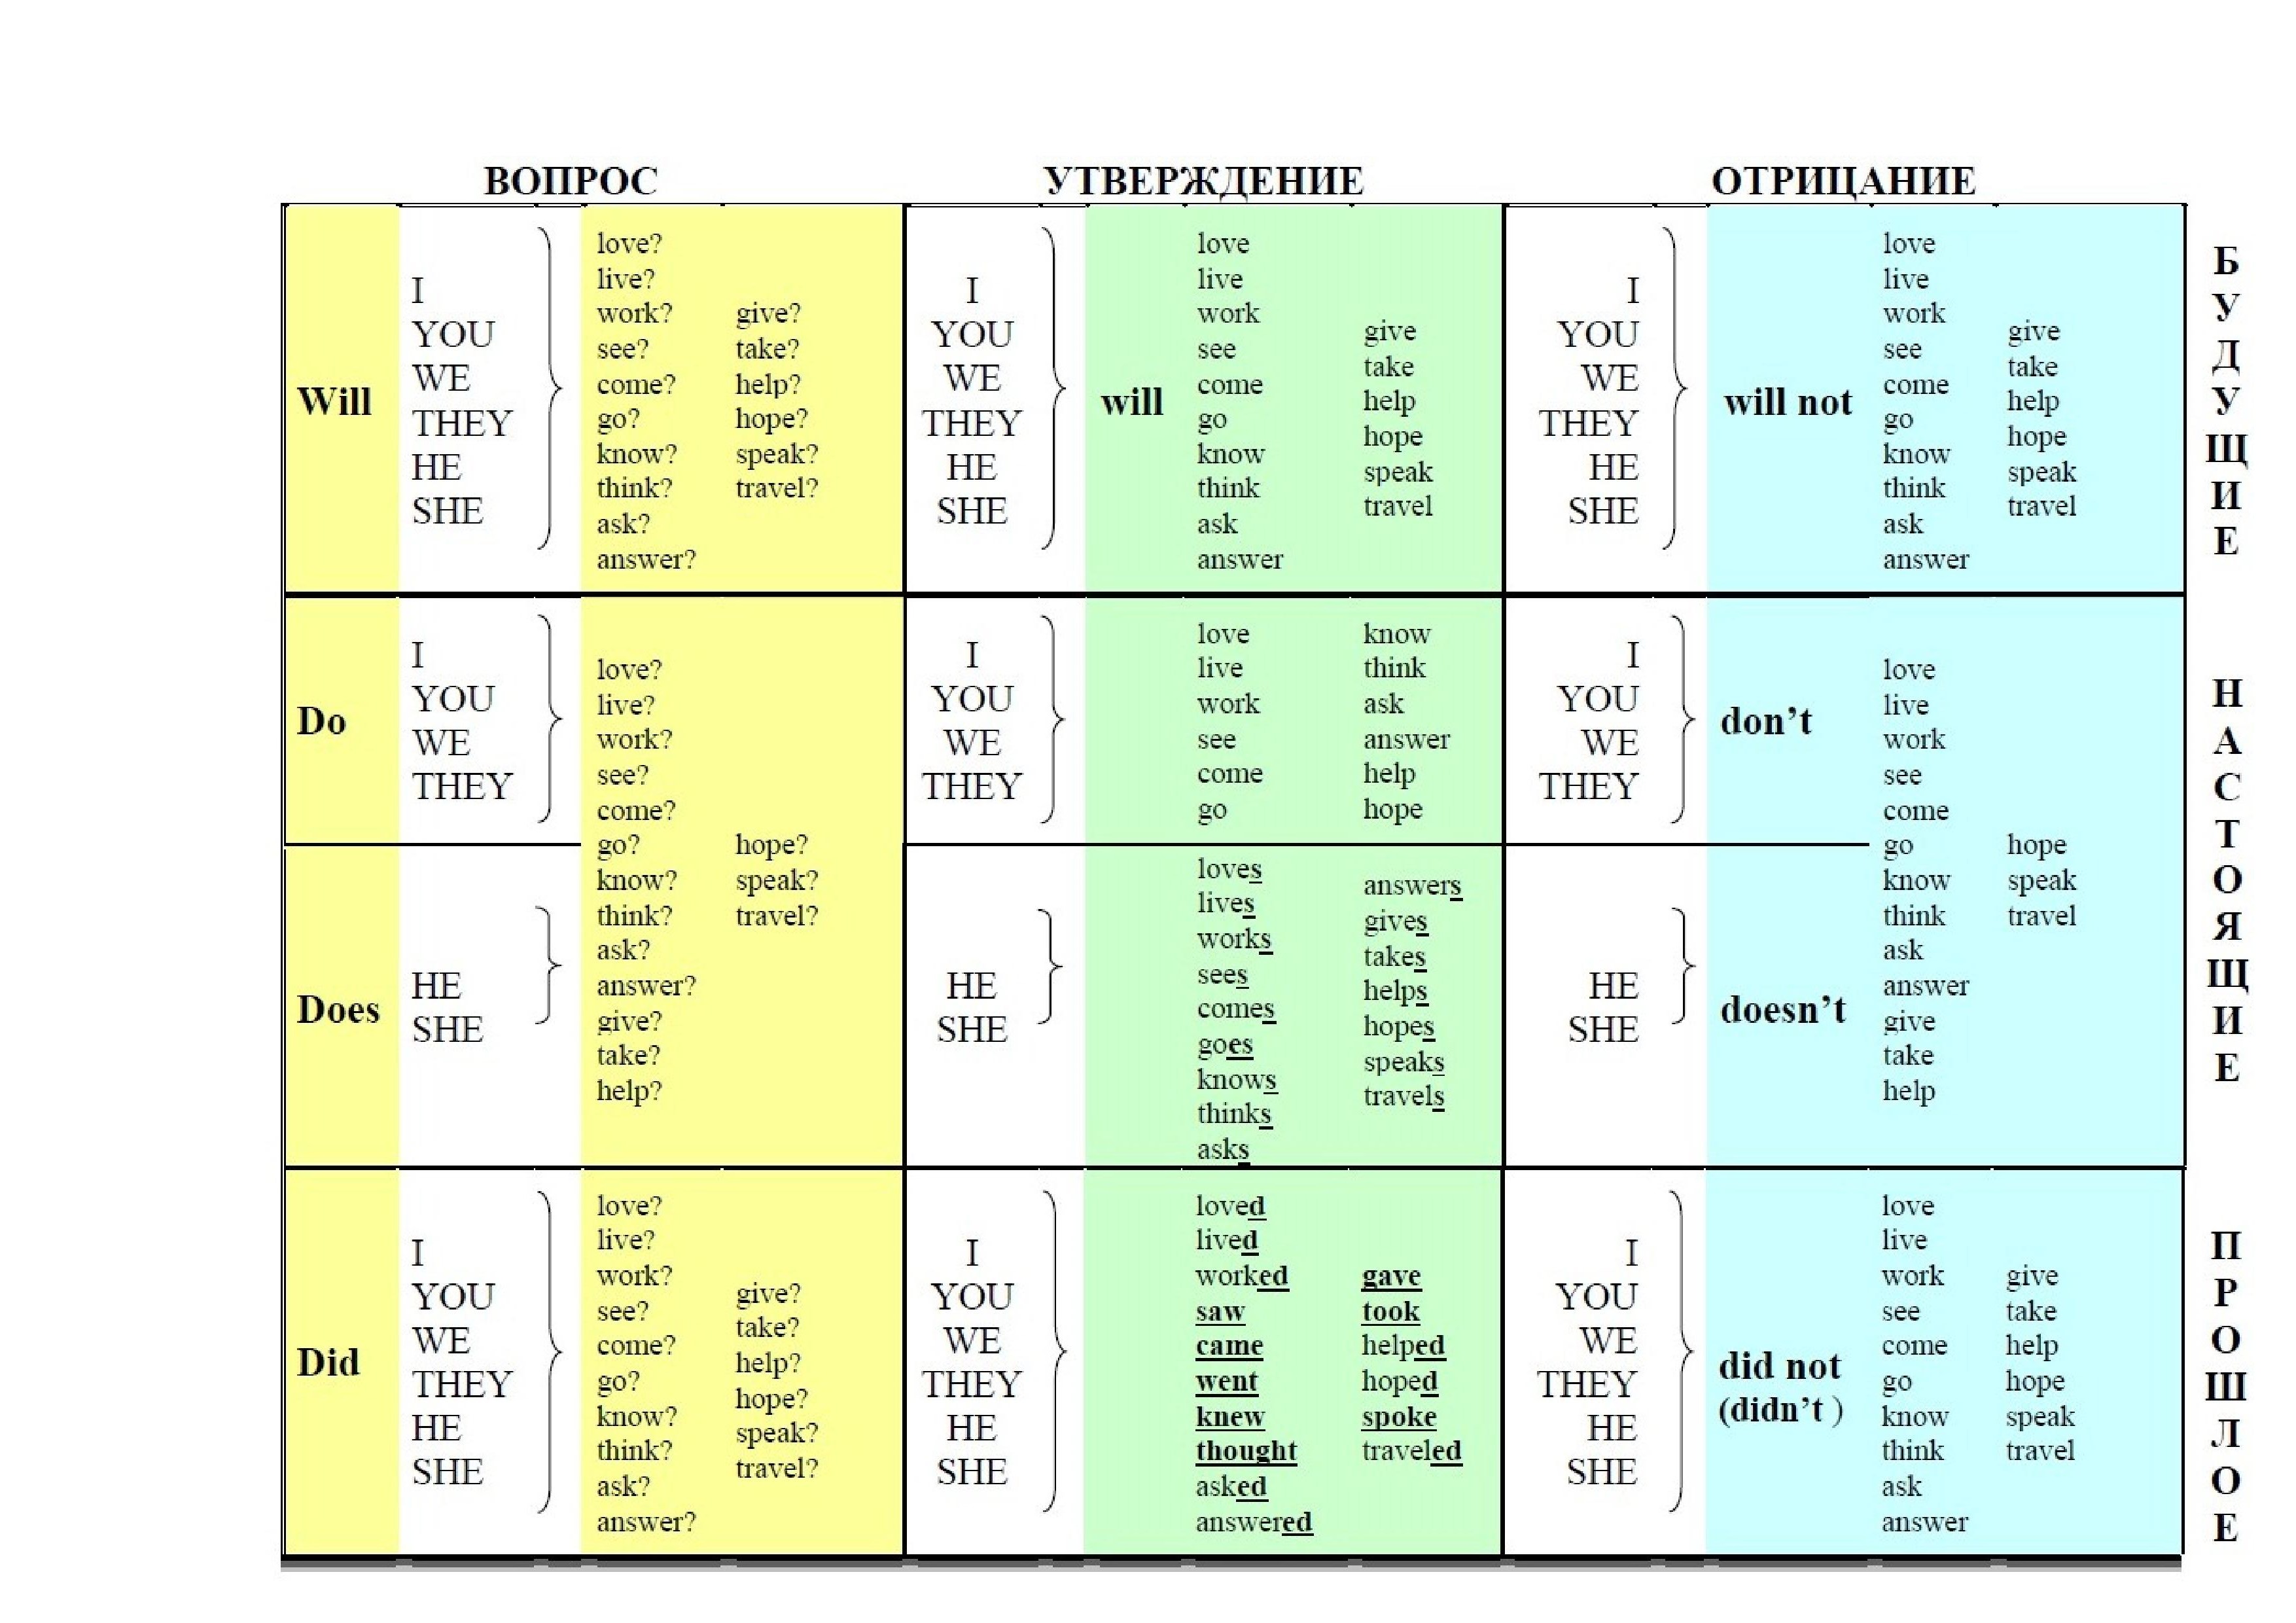 ВОПРОС
УТВЕРЖДЕНИЕ
ОТРИЦАНИЕ
Will
I
YOU
WE
THEY
HE
SHE
love?
live?
work?
see?
come?
go?
know?
think?
ask?
answer?
give?
take?
help?
hope?
speak?
travel?
I
YOU
WE
THEY
HE
SHE
will
love
live
work
see
come
go
know
think
ask
answer
give
take
help
hope
speak
travel
I
YOU
WE
THEY
HE
SHE
will not
love
live
work
see
come
go
know
think
ask
answer
give
take
help
hope
speak
travel
БУДУЩИЕ
Do
I
YOU
WE
THEY
Does
HE
SHE
love?
live?
work?
see?
come?
go?
know?
think?
ask?
answer?
give?
take?
help?
hope?
speak?
travel?
I
YOU
WE
THEY
love
live
work
see
come
go
know
think
ask
answer
help
hope
HE
SHE
loves
lives
works
sees
comes
goes
knows
thinks
asks
answers
gives
takes
helps
hopes
speaks
travels
I
YOU
WE
THEY
don’t
HE
SHE
doesn’t
love
live
work
see
come
go
know
think
ask
answer
give
take
help
hope
speak
travel
НАСТОЯЩИЕ
Did
I
YOU
WE
THEY
HE
SHE
love?
live?
work?
see?
come?
go?
know?
think?
ask?
answer?
give?
take?
help?
hope?
speak?
travel?
I
YOU
WE
THEY
HE
SHE
loved
lived
worked
saw
came
went
knew
thought
asked
answered
gave
took
helped
hoped
spoke
traveled
I
YOU
WE
THEY
HE
SHE
did not
(didn’t )
love
live
work
see
come
go
know
think
ask
answer
give
take
help
hope
speak
travel
ПРОШЛОЕ